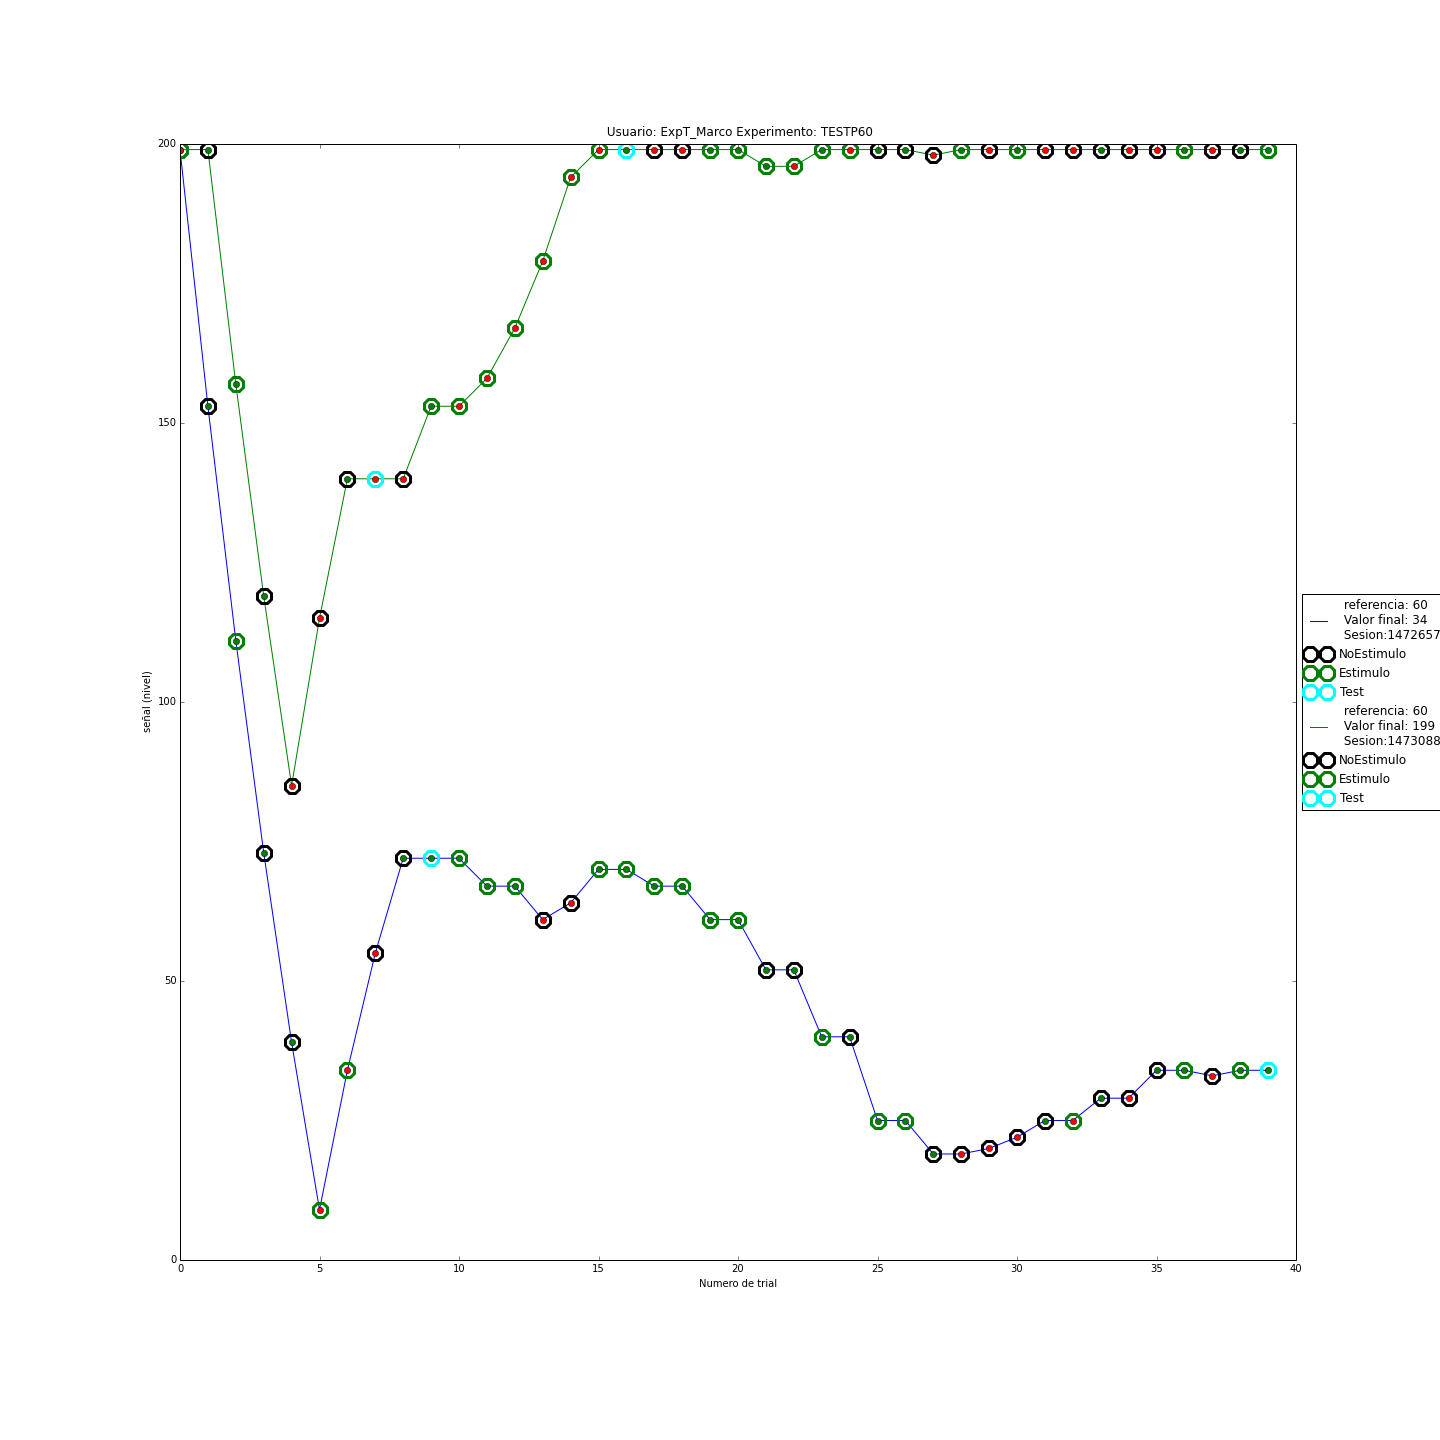 Usuario: ExpT_Marco Experimento: TESTP60
200
150
100
50
0
señal (nivel)
0 5 10 15 20 25 30 35 40
Numero de trial
referencia: 60
Valor final: 34
Sesion:1472657
NoEstimulo
Estimulo
Test
referencia: 60
Valor final: 199
Sesion:1473088
NoEstimulo
Estimulo
Test